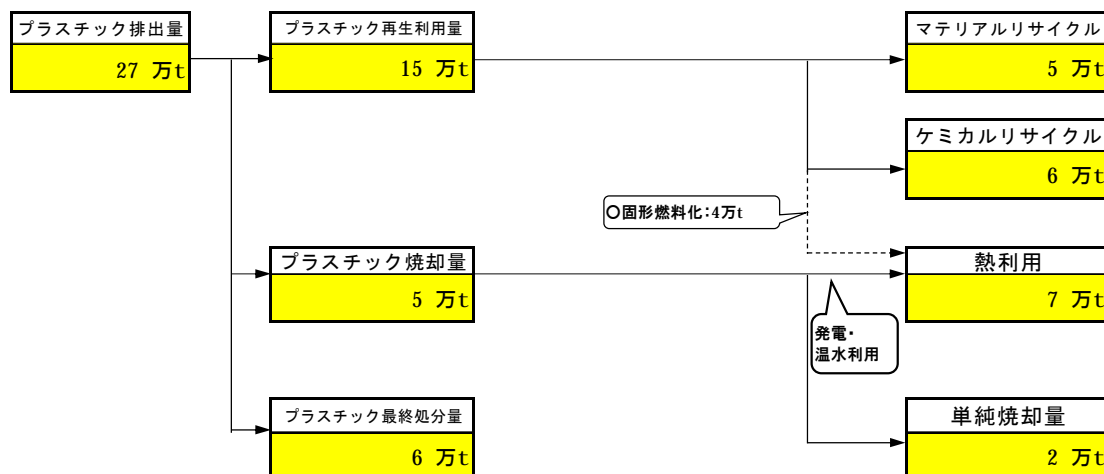 プラスチック排出量
27 万t
プラスチック再生利用量
15 万t
マテリアルリサイクル
5 万t
ケミカルリサイクル
6 万t
〇固形燃料化:4万t
プラスチック焼却量
5 万t
熱利用
7 万t
発電・
温水利用
プラスチック最終処分量
6 万t
単純焼却量
2 万t